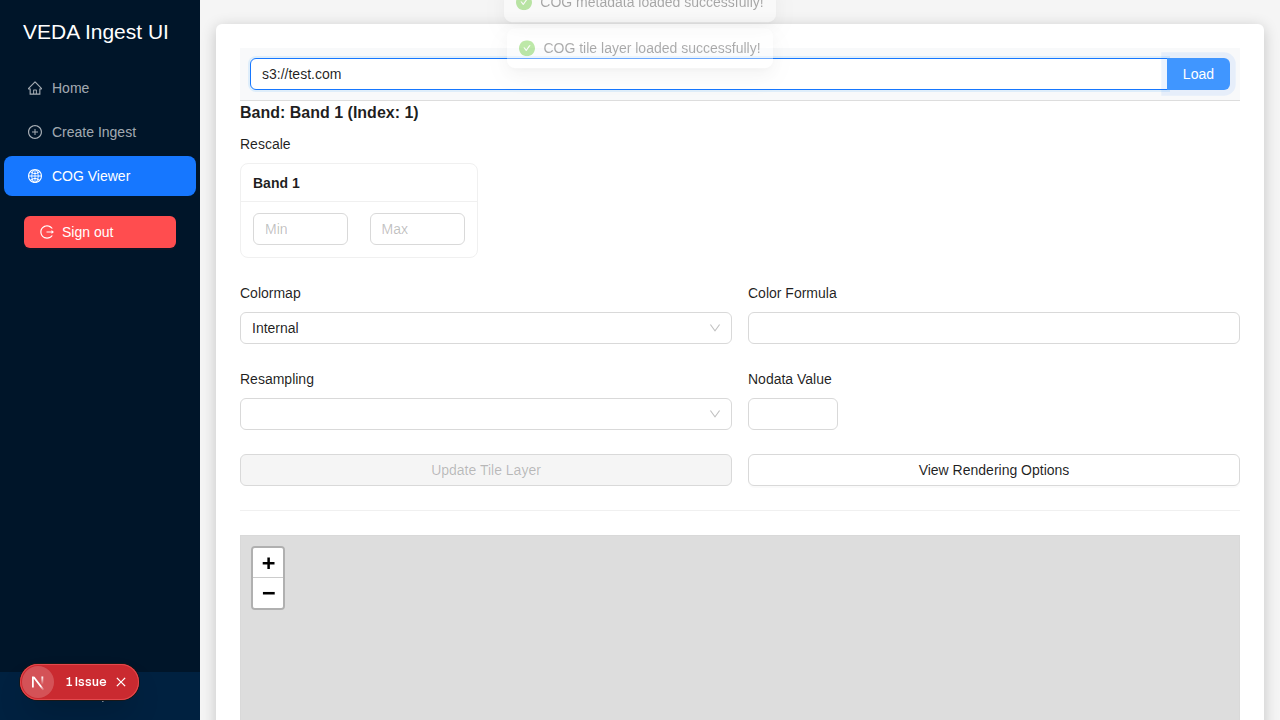 VEDA Ingest UI
Home
Create Ingest
COG Viewer
Sign out
1 Issue
COG metadata loaded successfully!
COG tile layer loaded successfully!
s3://test.com
Load
Band: Band 1 (Index: 1)
Rescale
Band 1
Min
Max
Colormap
Color Formula
Internal
Resampling
Nodata Value
Update Tile Layer
View Rendering Options
+
−